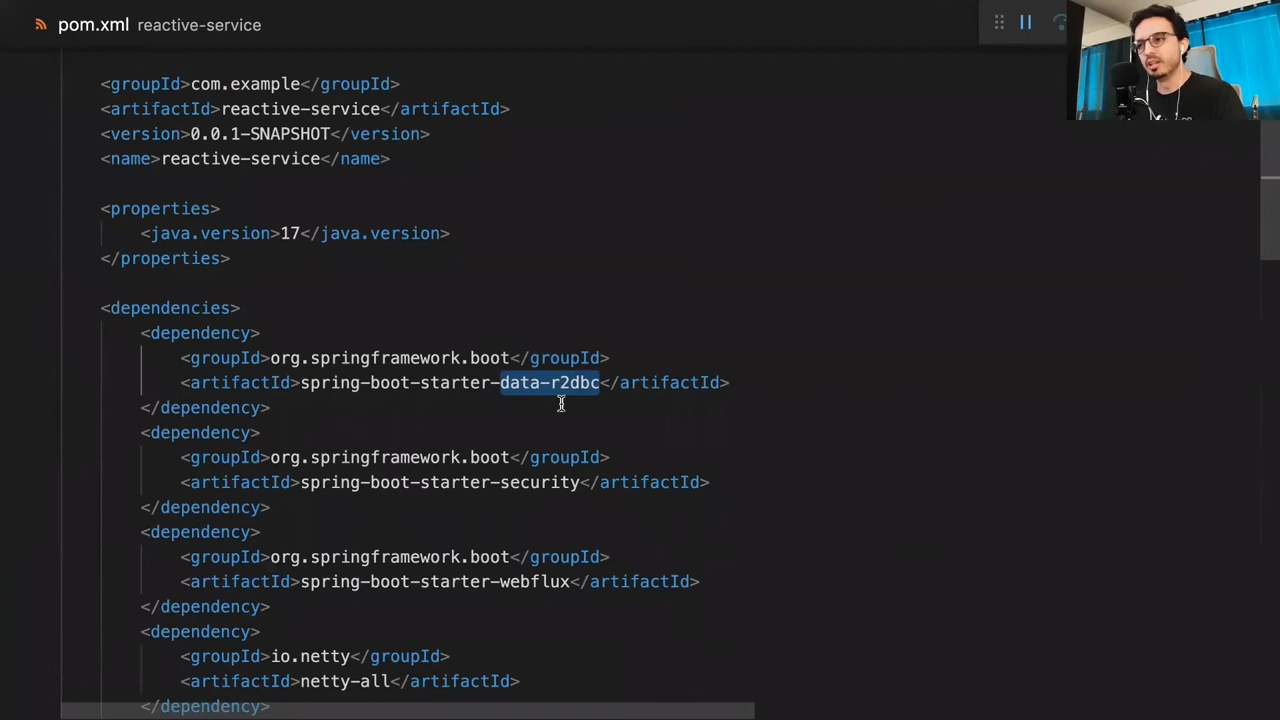 pom.xml reactive-service
<groupId>com.example</groupId>
<artifactId>reactive-service</artifactId>
<version>0.0.1-SNAPSHOT</version>
<name>reactive-service</name>
<properties>
<java.version>17</java.version>
</properties>
<dependencies>
<dependency>
<groupId>org.springframework.boot</groupId>
<artifactId>spring-boot-starter-data-r2dbc</artifactId>
</dependency>
<dependency>
<groupId>org.springframework.boot</groupId>
<artifactId>spring-boot-starter-security</artifactId>
</dependency>
<dependency>
<groupId>org.springframework.boot</groupId>
<artifactId>spring-boot-starter-webflux</artifactId>
</dependency>
<dependency>
<groupId>io.netty</groupId>
<artifactId>netty-all</artifactId>
</dependency>